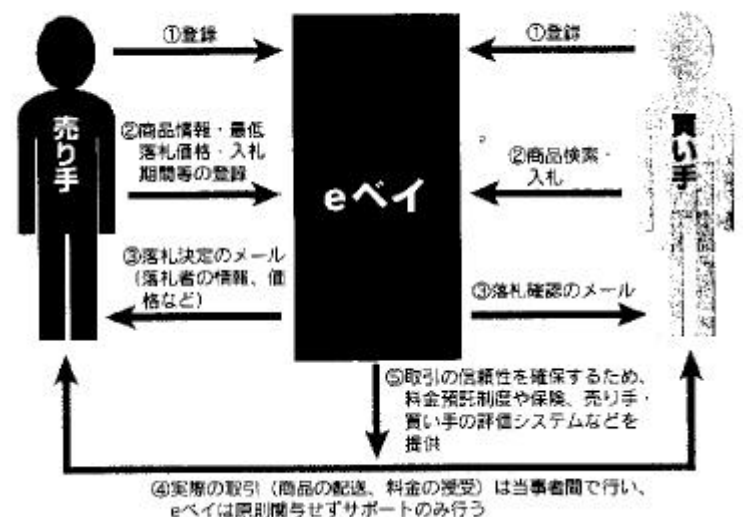 ①登録
①登録
売り手
②商品情報・最低
落札価格・入札
期間等の登録
eベイ
買い手
②商品検索・
入札
③落札決定のメール
(落札者の情報、価
格など)
③落札確認のメール
⑤取引の信頼性を確保するため、
料金預託制度や保険、売り手・
買い手の評価システムなどを
提供
④実際の取引(商品の配送、料金の授受)は当事者間で行い、
eベイは原則関与せずサポートのみ行う